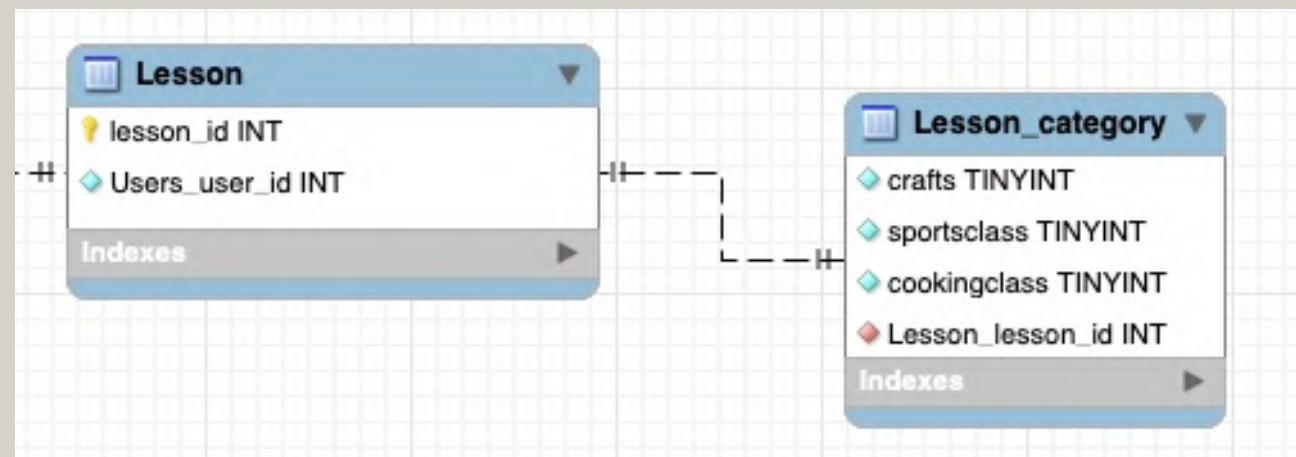 Lesson
lesson_id INT
Users_user_id INT
Indexes
Lesson_category
crafts TINYINT
sportsclass TINYINT
cookingclass TINYINT
Lesson_lesson_id INT
Indexes